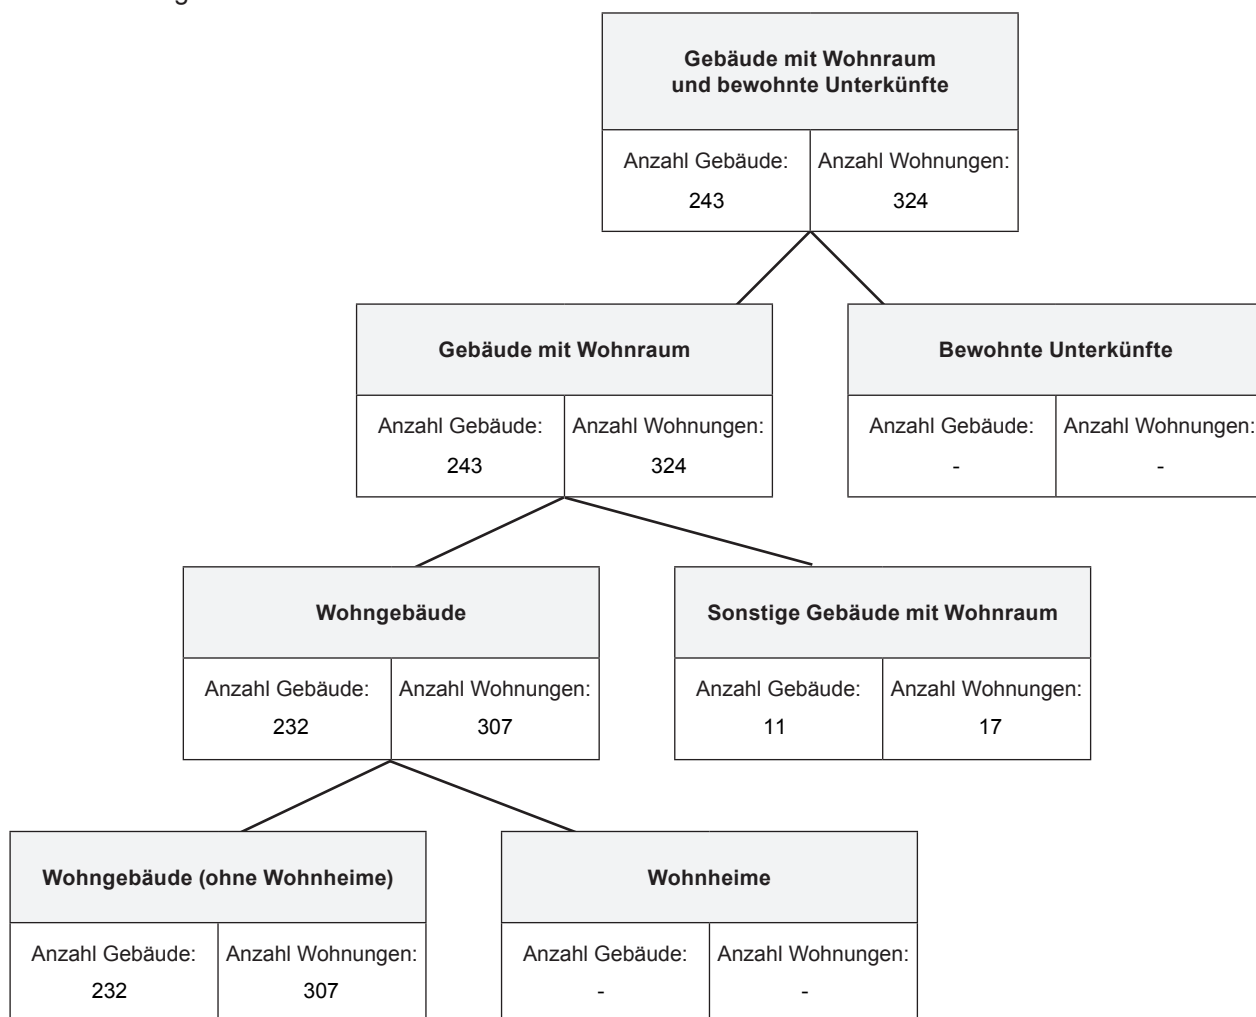 Gebäude mit Wohnraum
und bewohnte Unterkünfte
Anzahl Gebäude: Anzahl Wohnungen:
243 324
Gebäude mit Wohnraum
Bewohnte Unterkünfte
Anzahl Gebäude: Anzahl Wohnungen:
243 324
Anzahl Gebäude: Anzahl Wohnungen:
- -
Wohngebäude
Sonstige Gebäude mit Wohnraum
Anzahl Gebäude: Anzahl Wohnungen:
232 307
Anzahl Gebäude: Anzahl Wohnungen:
11 17
Wohngebäude (ohne Wohnheime)
Wohnheime
Anzahl Gebäude: Anzahl Wohnungen:
232 307
Anzahl Gebäude: Anzahl Wohnungen:
- -